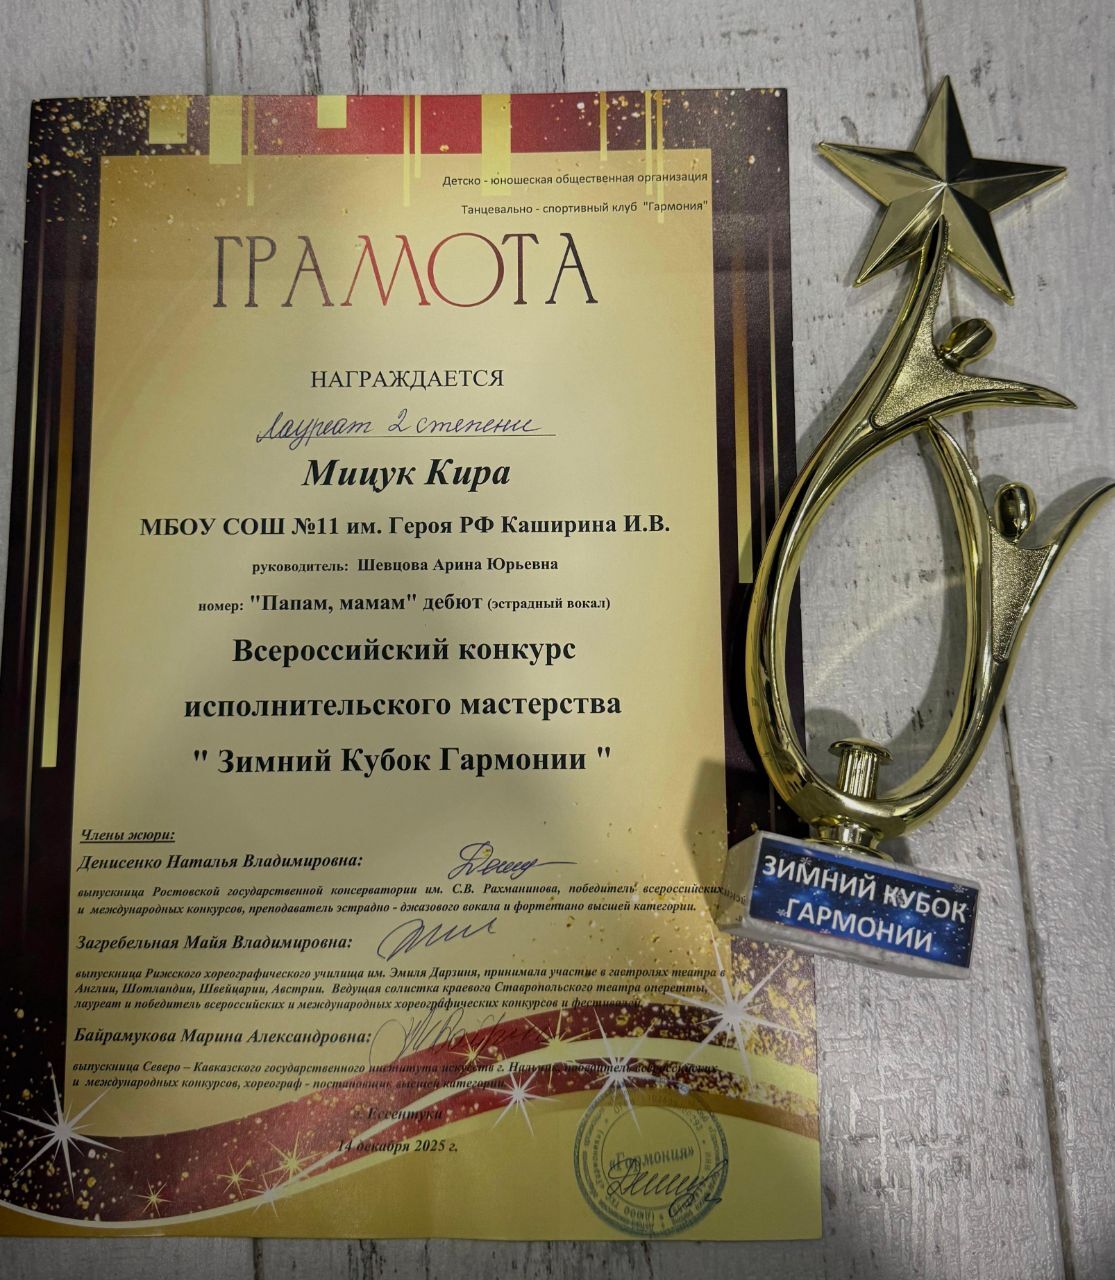 Детско - юношеская общественная организация
Танцевально - спортивный клуб "Гармония"
ГРАМОТА
НАГРАЖДАЕТСЯ
Лауреат 2 степени
Мицук Кира
МБОУ СОШ №11 им. Героя РФ Каширина И.В.
руководитель: Шевцова Арина Юрьевна
номер: "Папам, мамам" дебют (эстрадный вокал)
Всероссийский конкурс
исполнительского мастерства
" Зимний Кубок Гармонии "
Члены жюри:
Денисенко Наталья Владимировна:
выпускница Ростовской государственной консерватории им. С.В. Рахманинова, победитель всероссийских
и международных конкурсов, преподаватель эстрадно - джазового вокала и фортепиано высшей категории.
Загребельная Майя Владимировна:
выпускница Рижского хореографического училища им. Эмиля Дарзиня, принимала участие в гастролях театра в
Англии, Шотландии, Швейцарии, Австрии. Ведущая солистка краевого Ставропольского театра оперетты,
лауреат и победитель всероссийских и международных хореографических конкурсов и фестивалей.
Байрамукова Марина Александровна:
выпускница Северо – Кавказского государственного института искусств г. Нальчик, победитель всероссийских
и международных конкурсов, хореограф - постановщик высшей категории
г. Ессентуки
14 декабря 2025 г.
«Гармония»
ЗИМНИЙ КУБОК
ГАРМОНИИ